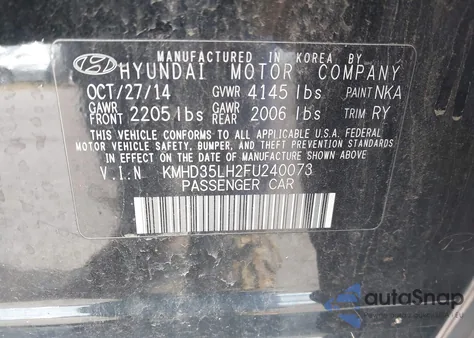 MANUFACTURED IN KOREA BY
HYUNDAI MOTOR COMPANY
OCT/27/14 GVWR 4145 lbs PAINT NKA
GAWR FRONT 2205 lbs GAWR REAR 2006 lbs TRIM RY
THIS VEHICLE CONFORMS TO ALL APPLICABLE U.S.A. FEDERAL
MOTOR VEHICLE SAFETY, BUMPER, AND THEFT STANDARDS
IN EFFECT ON THE DATE OF MANUFACTURE SHOWN ABOVE.
V.I.N KMHD35LH2FU240073
PASSENGER CAR
autoSnap